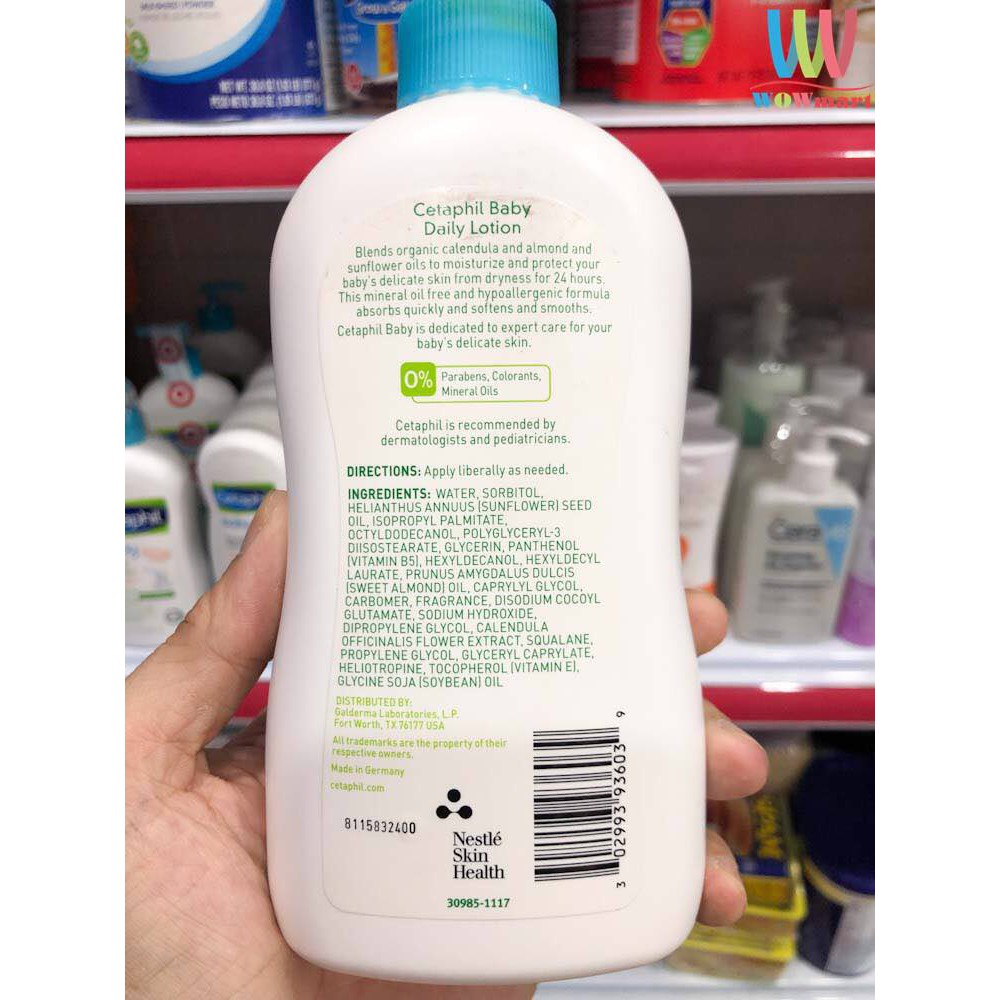 WOWmart
Cetaphil Baby
Daily Lotion
Blends organic calendula and almond and
sunflower oils to moisturize and protect your
baby's delicate skin from dryness for 24 hours.
This mineral oil free and hypoallergenic formula
absorbs quickly and softens and smooths.
Cetaphil Baby is dedicated to expert care for your
baby's delicate skin.
0% Parabens, Colorants,
Mineral Oils
Cetaphil is recommended by
dermatologists and pediatricians.
DIRECTIONS: Apply liberally as needed.
INGREDIENTS: WATER, SORBITOL,
HELIANTHUS ANNUUS (SUNFLOWER) SEED
OIL, ISOPROPYL PALMITATE,
OCTYLDODECANOL, POLYGLYCERYL-3
DIISOSTEARATE, GLYCERIN, PANTHENOL
(VITAMIN B5), HEXYLDECANOL, HEXYLDECYL
LAURATE, PRUNUS AMYGDALUS DULCIS
(SWEET ALMOND) OIL, CAPRYLYL GLYCOL,
CARBOMER, FRAGRANCE, DISODIUM COCOYL
GLUTAMATE, SODIUM HYDROXIDE,
DIPROPYLENE GLYCOL, CALENDULA
OFFICINALIS FLOWER EXTRACT, SQUALANE,
PROPYLENE GLYCOL, GLYCERYL CAPRYLATE,
HELIOTROPINE, TOCOPHEROL (VITAMIN E),
GLYCINE SOJA (SOYBEAN) OIL
DISTRIBUTED BY:
Galderma Laboratories, L.P.
Fort Worth, TX 76177 USA
All trademarks are the property of their
respective owners.
Made in Germany
cetaphil.com
8115832400
Nestlé
Skin
Health
30985-1117
3 02993 93603 9